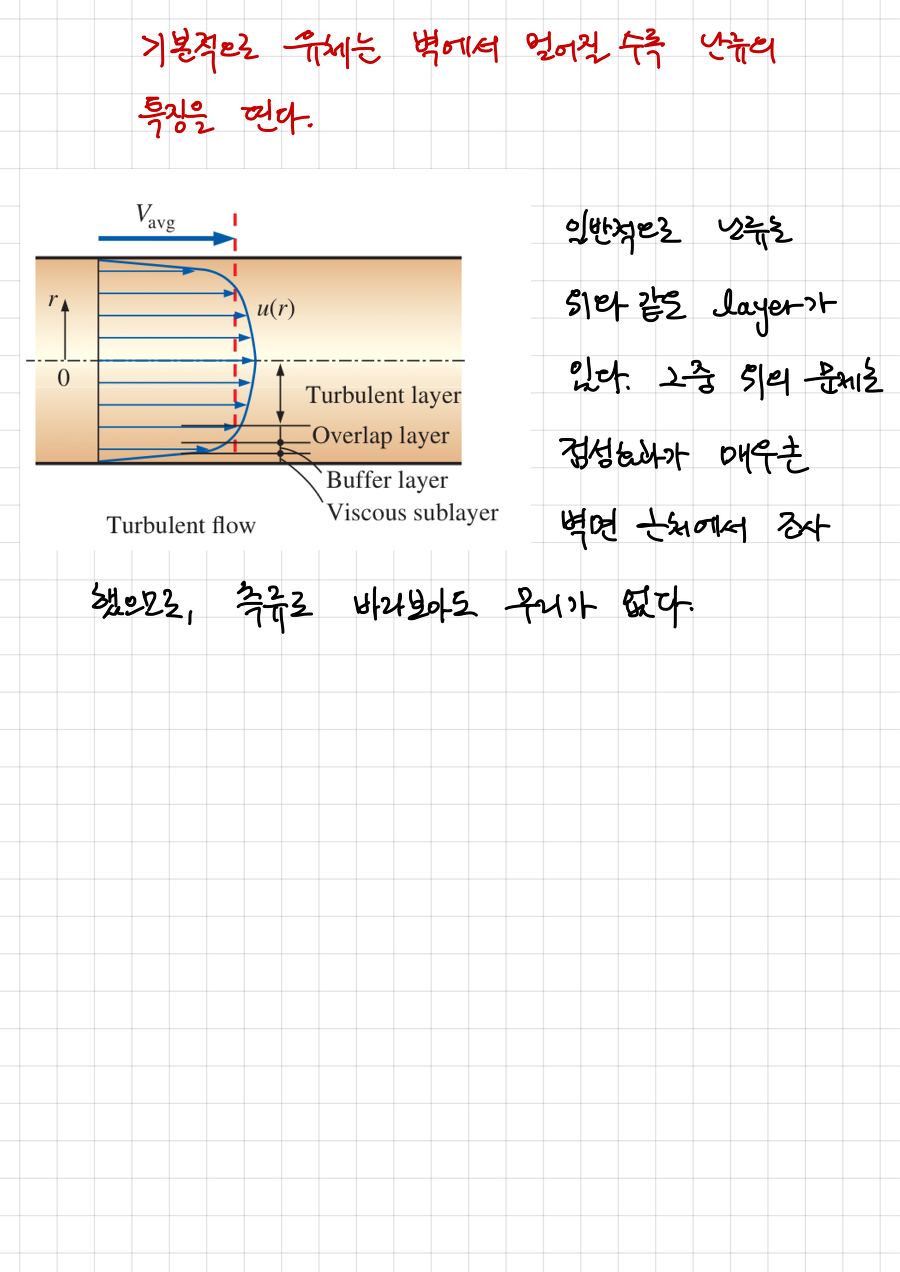 기본적으로 유체는 벽에서 멀어질 수록 난류의
특징을 띤다.
V avg
r
u(r)
0
Turbulent layer
Overlap layer
Buffer layer
Viscous sublayer
Turbulent flow
일반적으로 난류는
위와 같은 layer가
있다. 그중 위의 문제는
점성효과가 매우큰
벽면 근처에서 조사
했으므로, 층류로 바라보아도 무리가 없다.